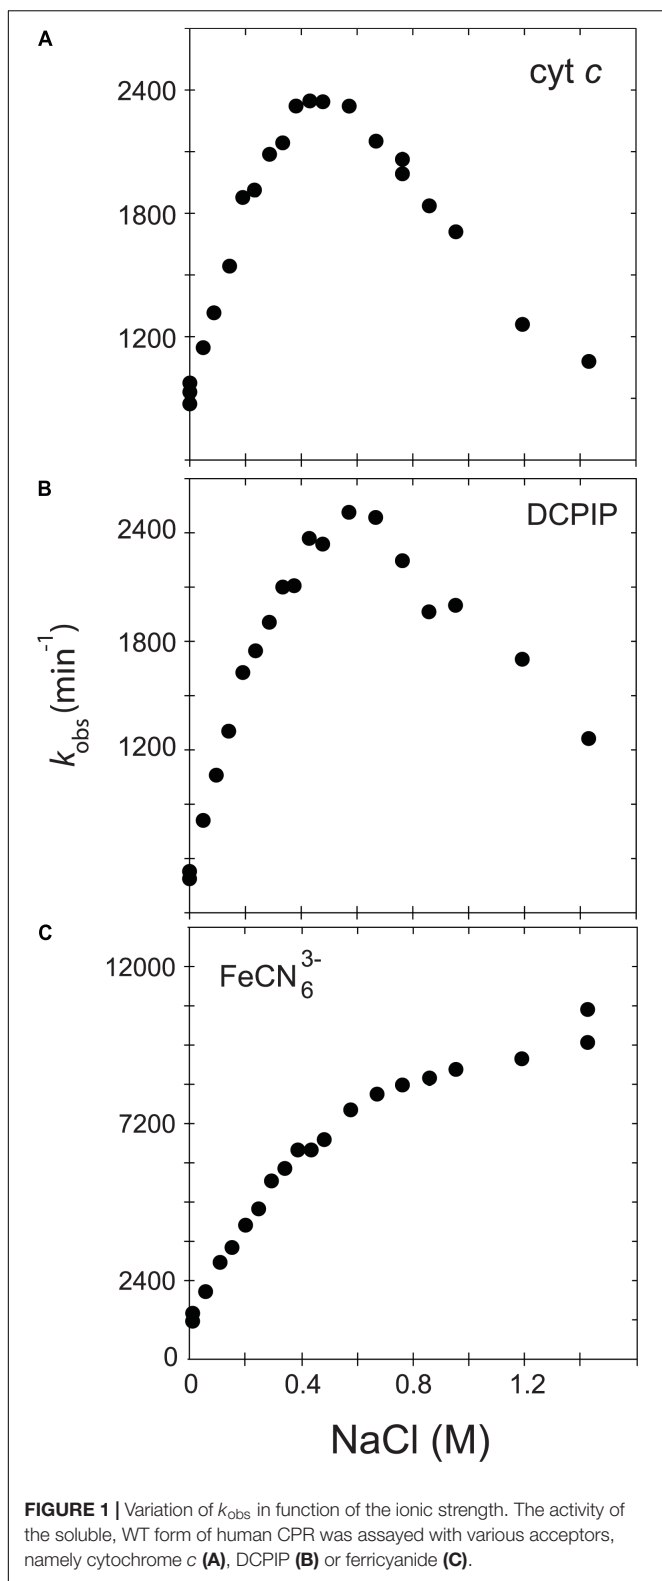 A
cyt c
2400
1800
1200
B
DCPIP
2400
1800
1200
kobs (min-1)
C
FeCN63-
12000
7200
2400
0
0 0.4 0.8 1.2
NaCl (M)
FIGURE 1 | Variation of kobs in function of the ionic strength. The activity of
the soluble, WT form of human CPR was assayed with various acceptors,
namely cytochrome c (A), DCPIP (B) or ferricyanide (C).